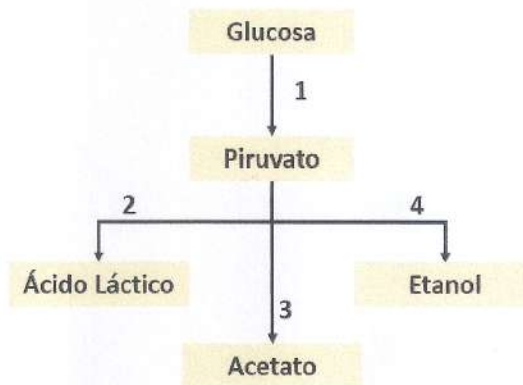 Glucosa
1
Piruvato
2
4
Ácido Láctico
Etanol
3
Acetato